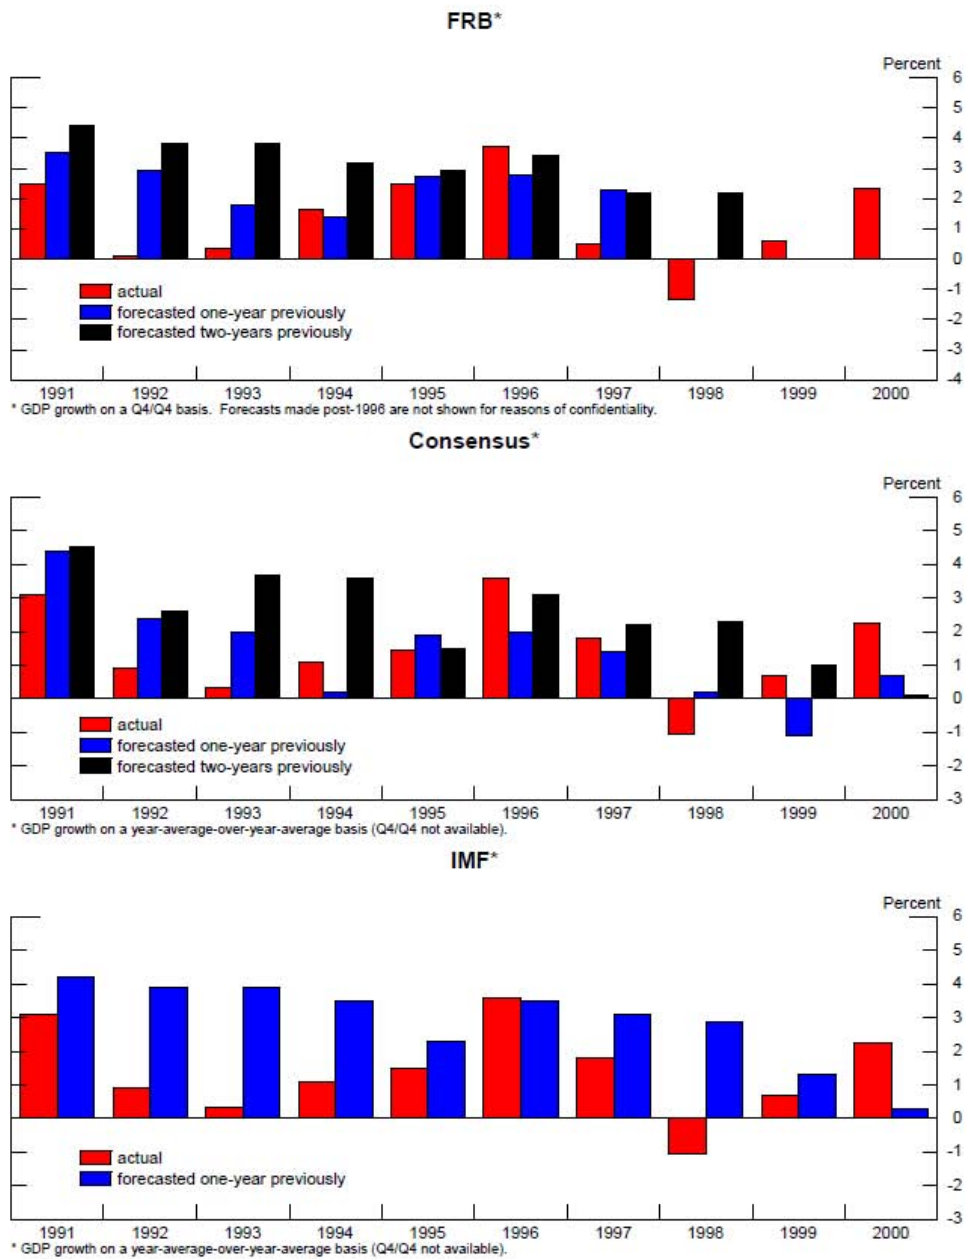 FRB*
Percent
6
5
4
3
2
1
0
-1
-2
-3
-4
actual
forecasted one-year previously
forecasted two-years previously
1991 1992 1993 1994 1995 1996 1997 1998 1999 2000
* GDP growth on a Q4/Q4 basis. Forecasts made post-1996 are not shown for reasons of confidentiality.
Consensus*
Percent
6
5
4
3
2
1
0
-1
-2
-3
actual
forecasted one-year previously
forecasted two-years previously
1991 1992 1993 1994 1995 1996 1997 1998 1999 2000
* GDP growth on a year-average-over-year-average basis (Q4/Q4 not available).
IMF*
Percent
6
5
4
3
2
1
0
-1
-2
-3
actual
forecasted one-year previously
1991 1992 1993 1994 1995 1996 1997 1998 1999 2000
* GDP growth on a year-average-over-year-average basis (Q4/Q4 not available).